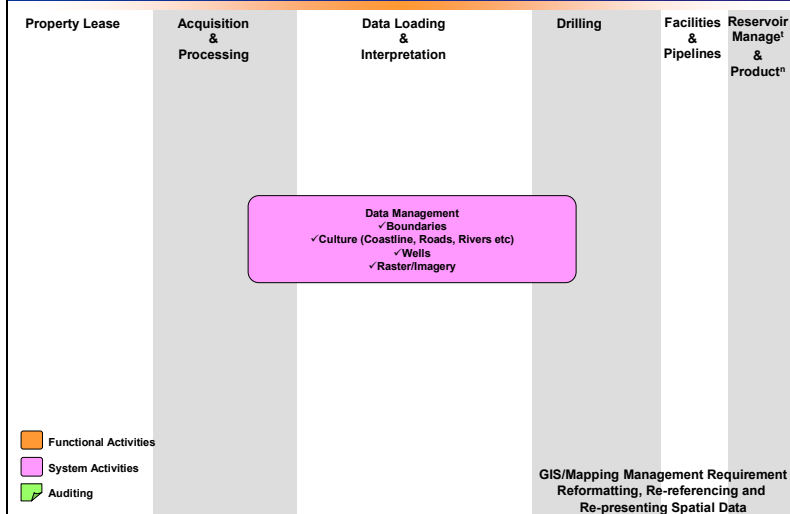 Property Lease
Acquisition
&
Processing
Data Loading
&
Interpretation
Drilling
Facilities
&
Pipelines
Reservoir
Manageᵗ
&
Productⁿ
Data Management
✓Boundaries
✓Culture (Coastline, Roads, Rivers etc)
✓Wells
✓Raster/Imagery
Functional Activities
System Activities
Auditing
GIS/Mapping Management Requirement
Reformatting, Re-referencing and
Re-presenting Spatial Data